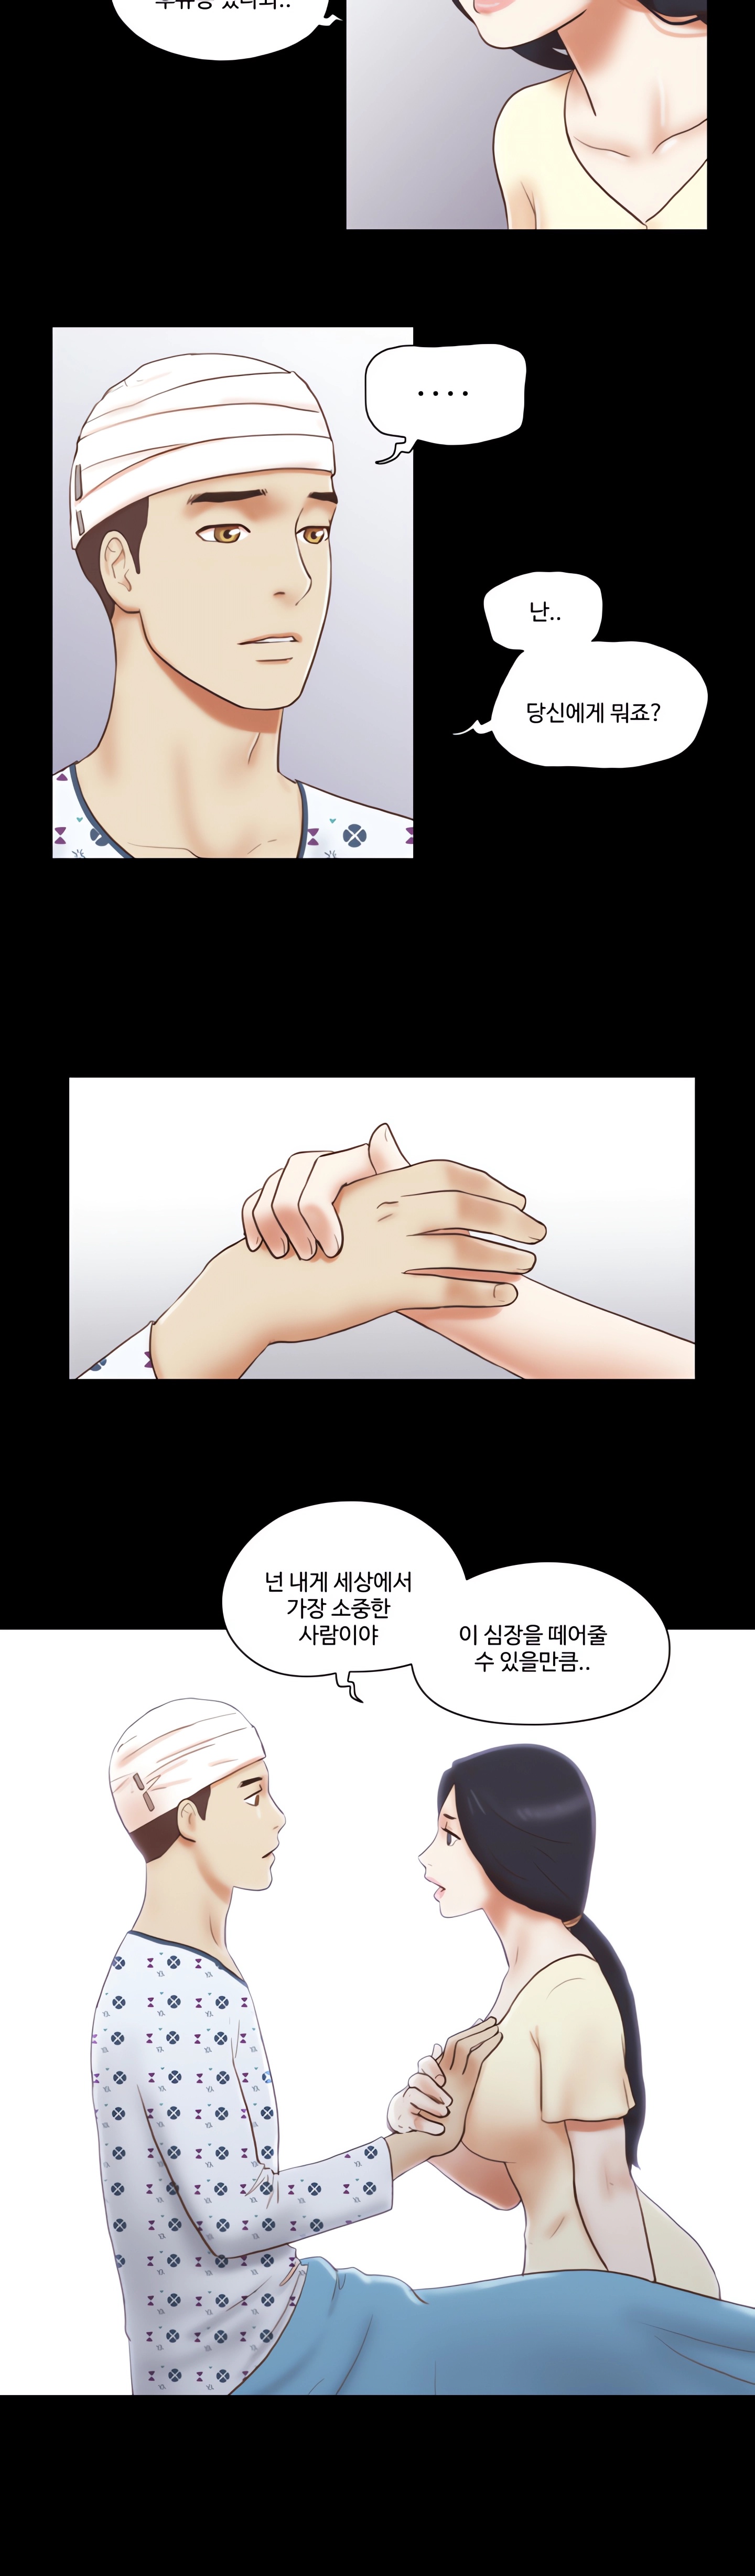 ....
난..
당신에게 뭐죠?
넌 내게 세상에서
가장 소중한
사람이야
이 심장을 떼어줄
수 있을만큼..